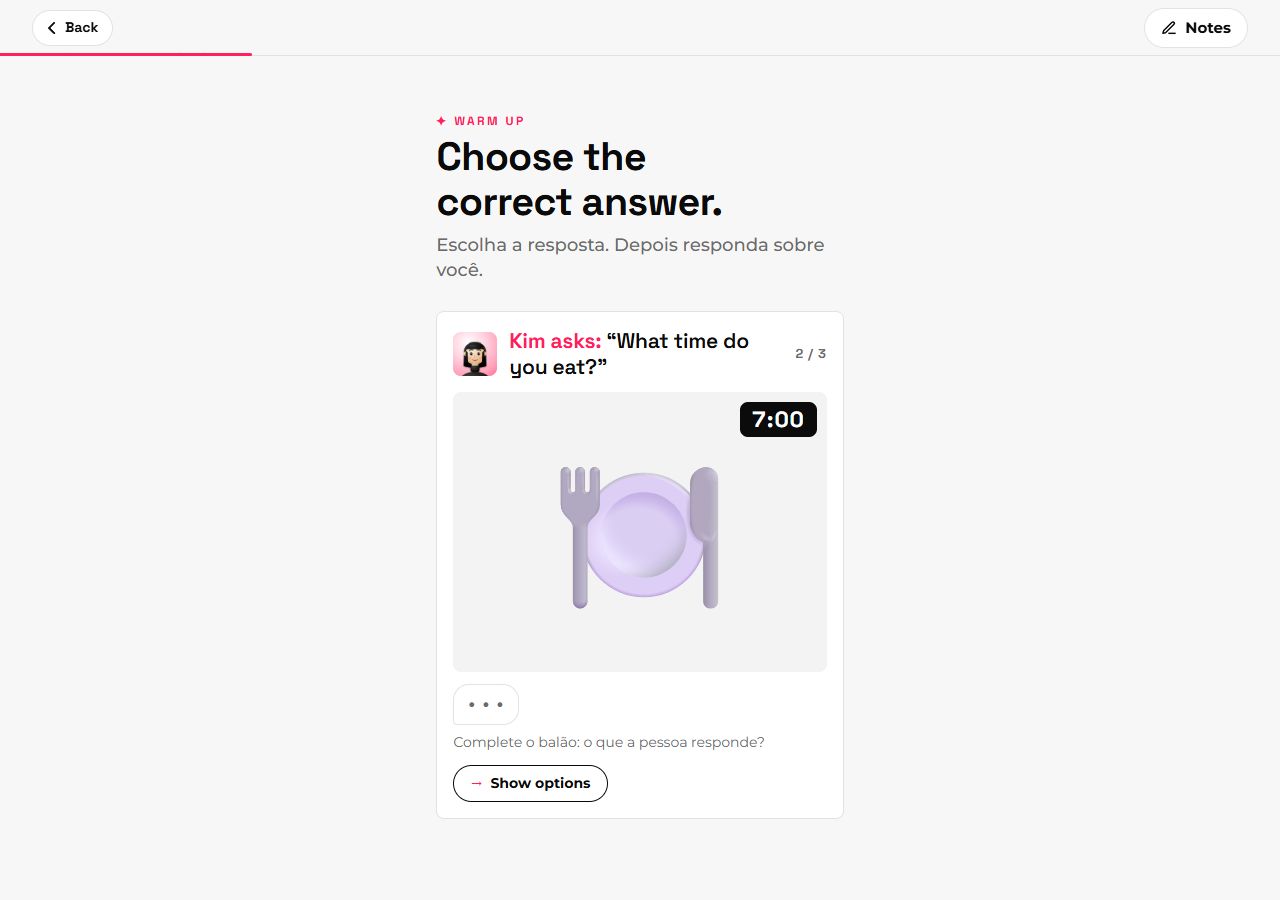 Back
Notes
✦ WARM UP
Choose the
correct answer.
Escolha a resposta. Depois responda sobre
você.
Kim asks: “What time do
you eat?”
2 / 3
7:00
• • •
Complete o balão: o que a pessoa responde?
→ Show options